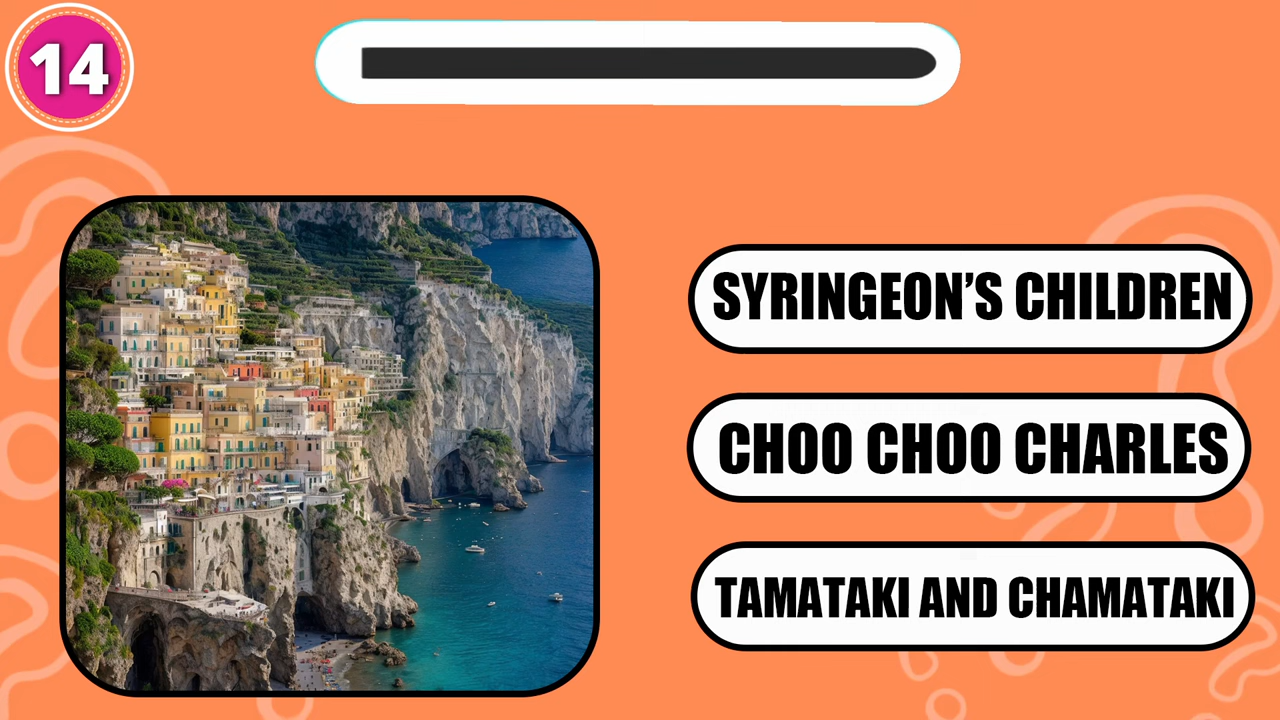 14
SYRINGEON’S CHILDREN
CHOO CHOO CHARLES
TAMATAKI AND CHAMATAKI